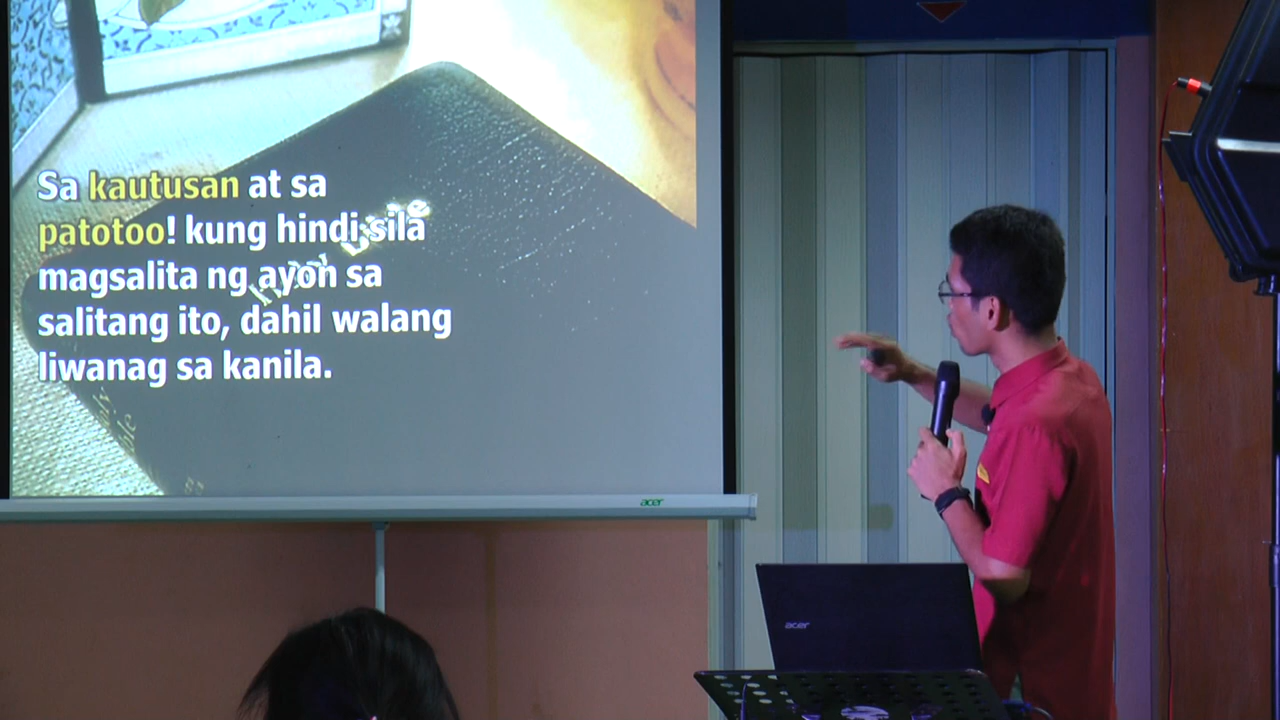 Sa kautusan at sa
patotoo! kung hindi sila
magsalita ng ayon sa
salitang ito, dahil walang
liwanag sa kanila.
acer
acer